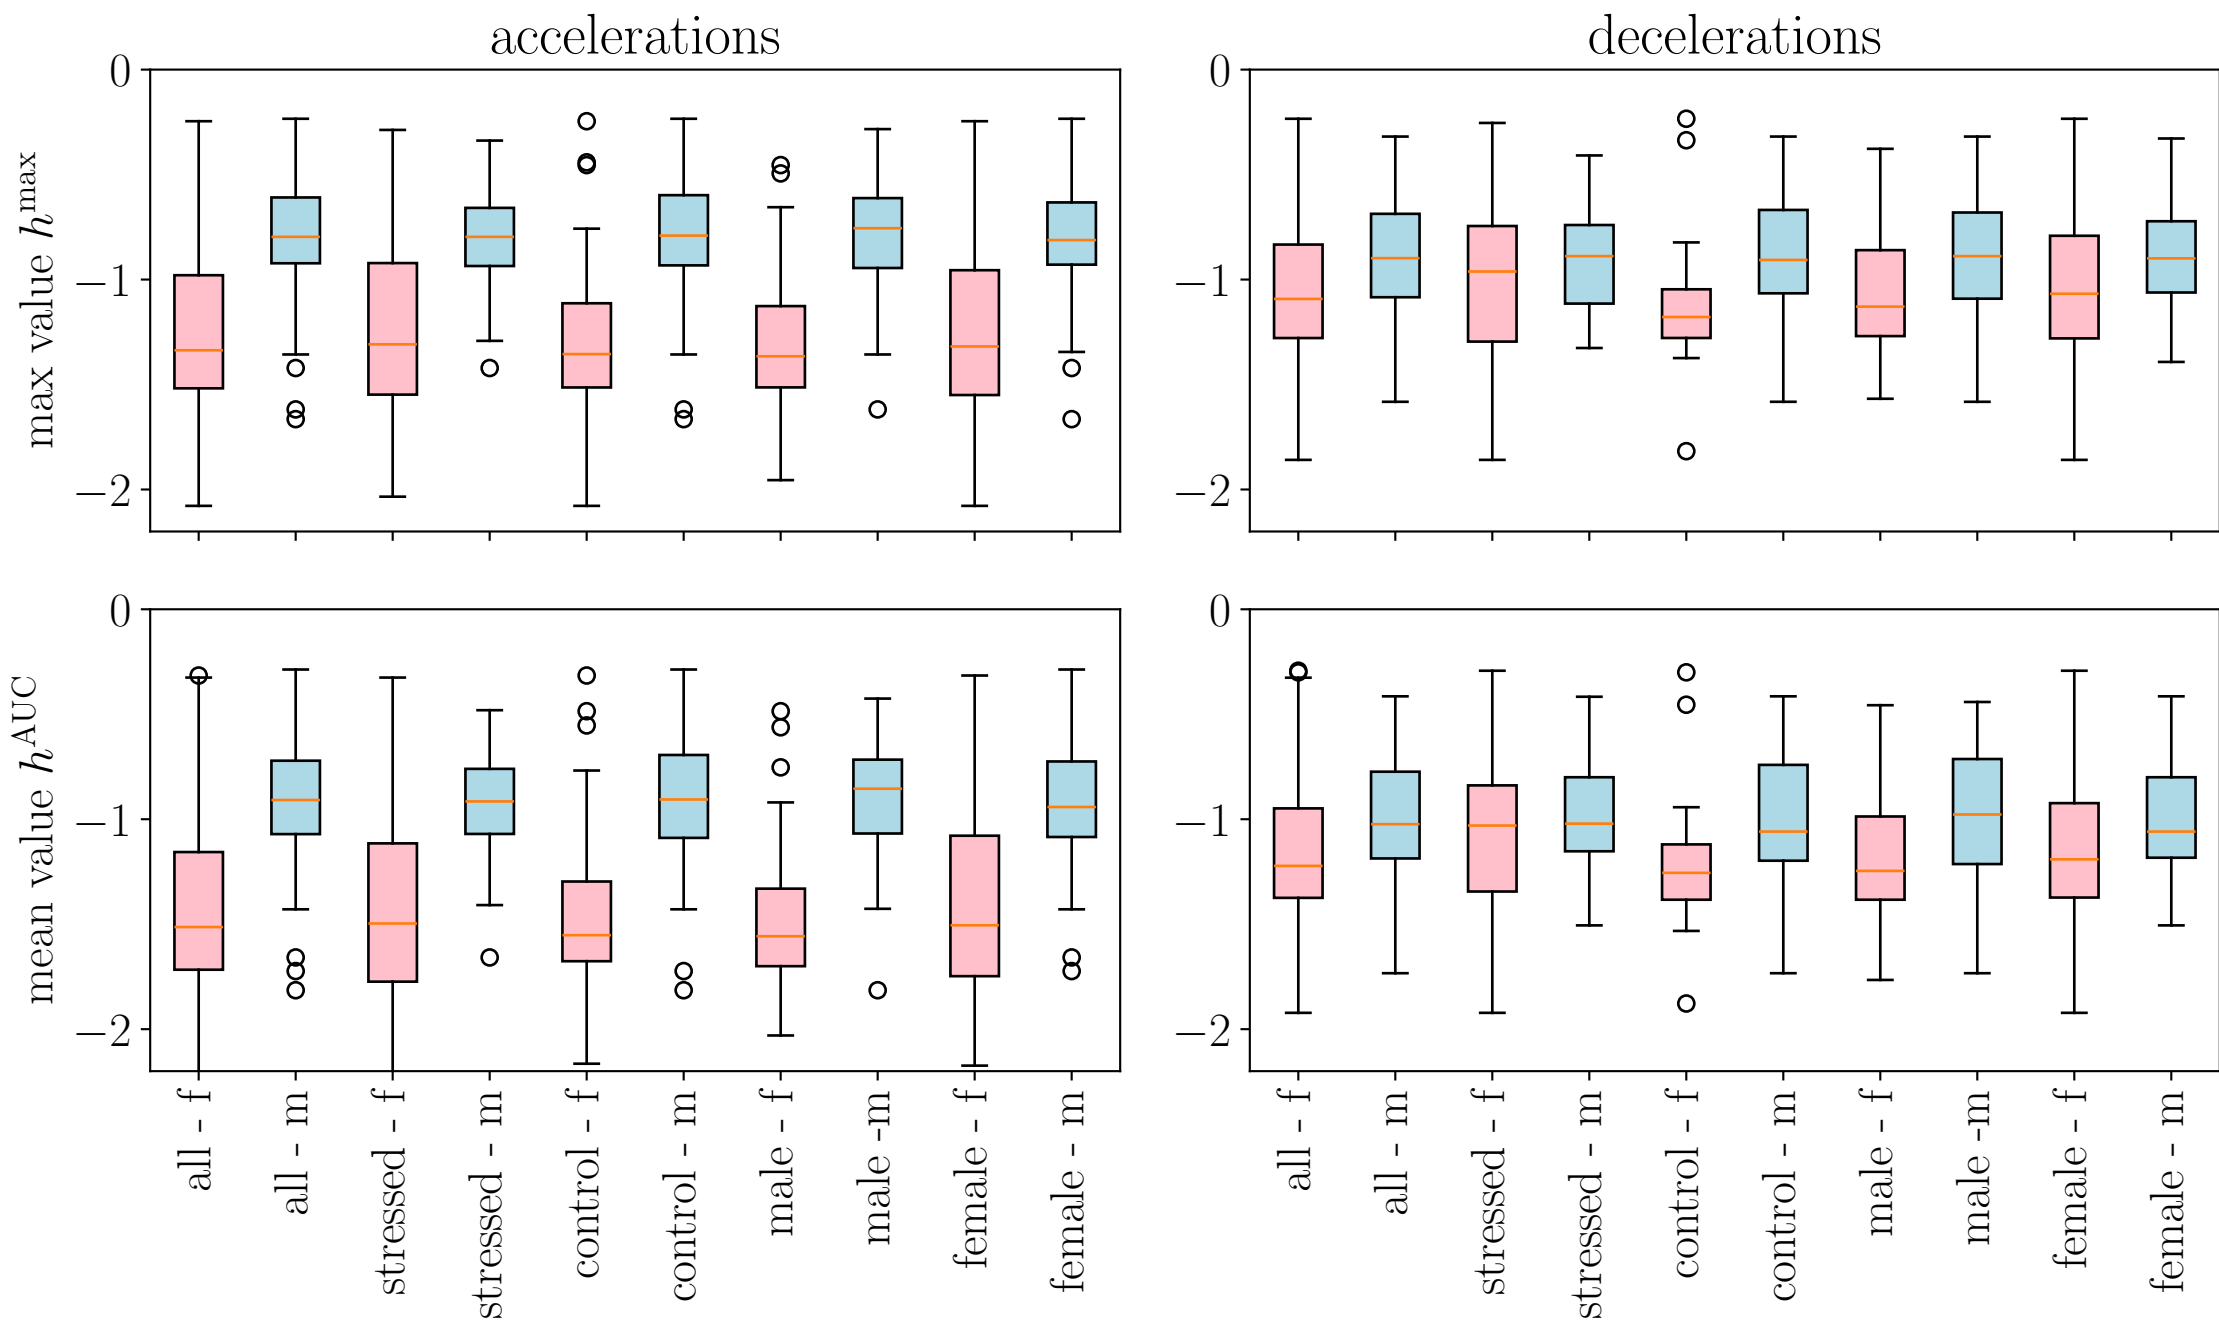 accelerations
decelerations
max value h^max
0
−1
−2
0
−1
−2
mean value h^AUC
0
−1
−2
0
−1
−2
all - f
all - m
stressed - f
stressed - m
control - f
control - m
male - f
male -m
female - f
female - m
all - f
all - m
stressed - f
stressed - m
control - f
control - m
male - f
male -m
female - f
female - m